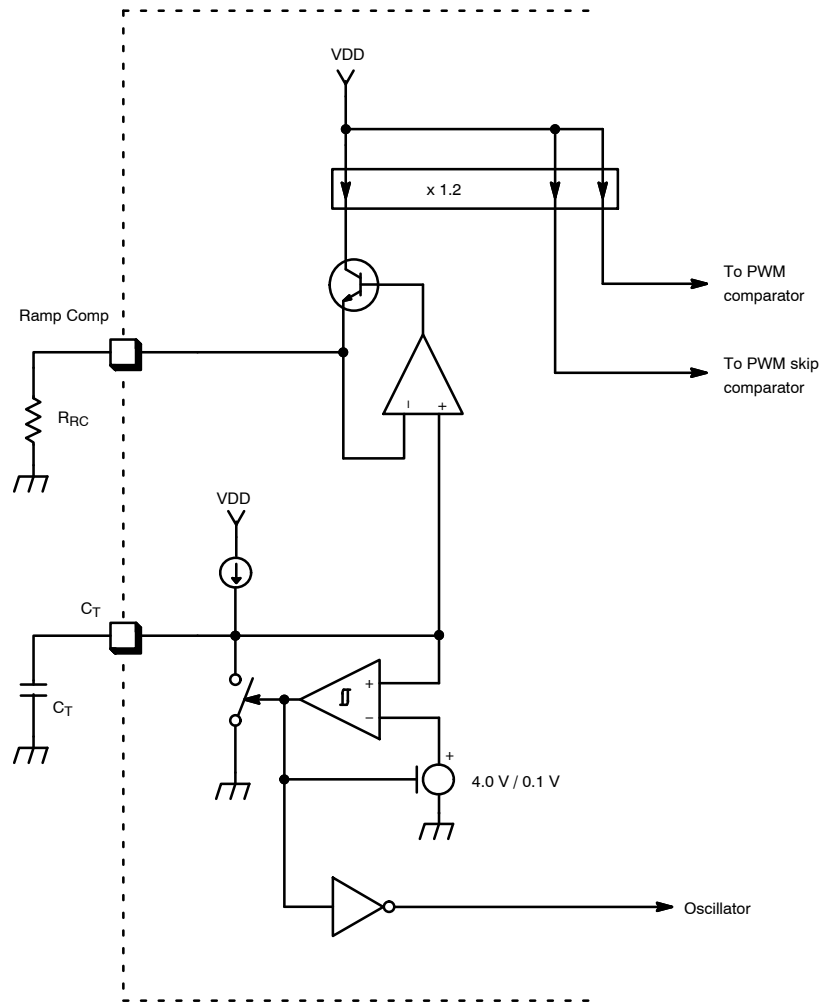 VDD
x 1.2
To PWM
comparator
Ramp Comp
To PWM skip
comparator
RRC
− +
VDD
CT
+
−
CT
+
4.0 V / 0.1 V
Oscillator